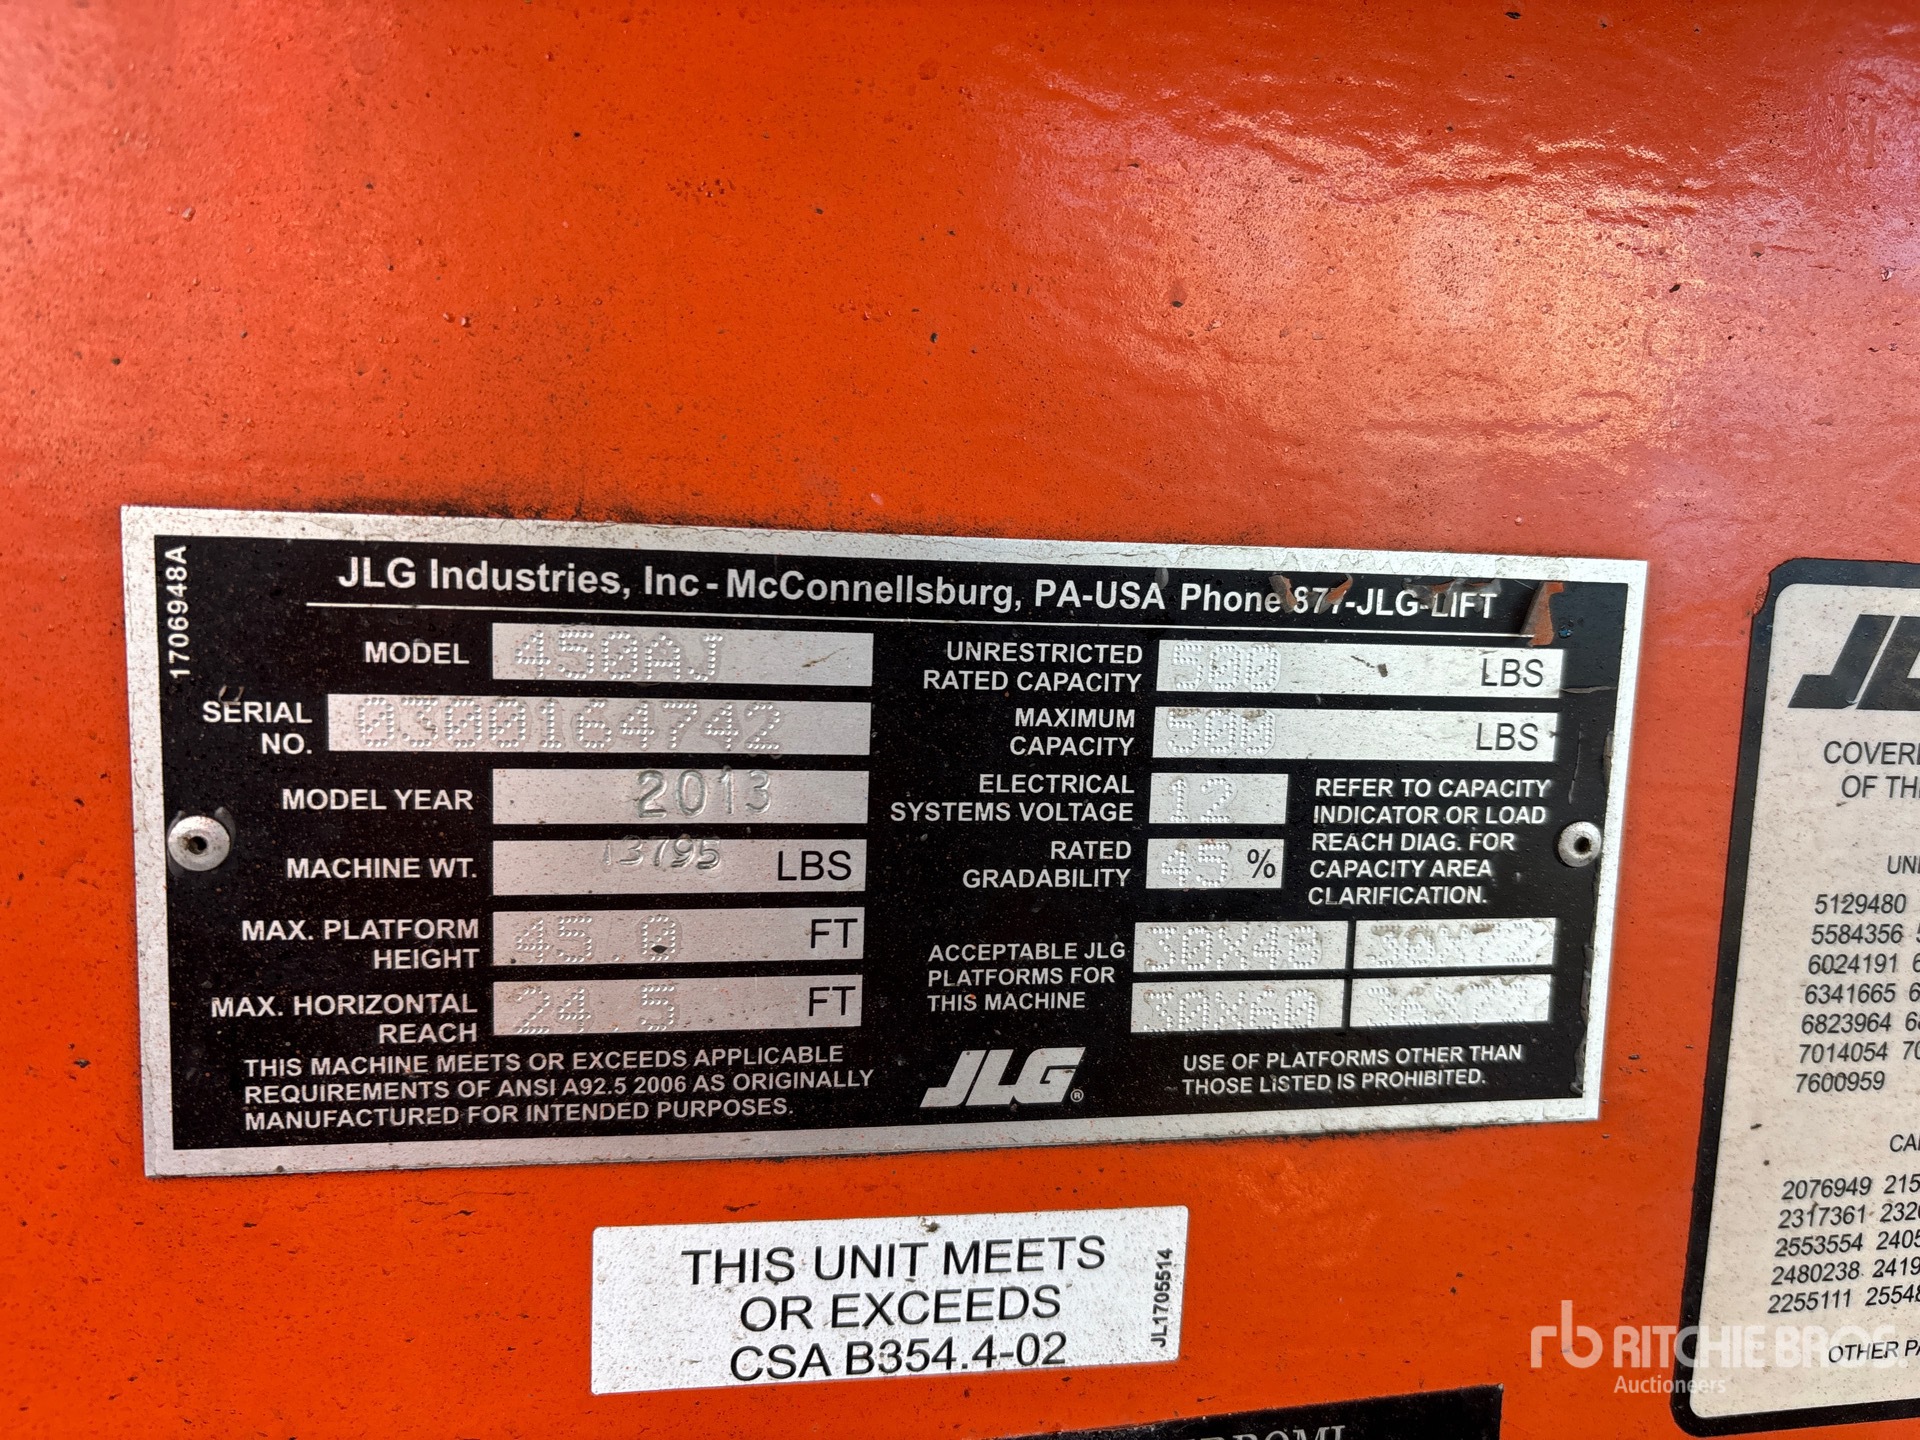 JLG Industries, Inc - McConnellsburg, PA-USA Phone 877-JLG-LIFT
1706948A
MODEL 450AJ
SERIAL NO. 0300164742
MODEL YEAR 2013
MACHINE WT. 13795 LBS
MAX. PLATFORM HEIGHT 45.0 FT
MAX. HORIZONTAL REACH 24.5 FT
THIS MACHINE MEETS OR EXCEEDS APPLICABLE
REQUIREMENTS OF ANSI A92.5 2006 AS ORIGINALLY
MANUFACTURED FOR INTENDED PURPOSES.
UNRESTRICTED
RATED CAPACITY 500 LBS
MAXIMUM
CAPACITY 500 LBS
ELECTRICAL
SYSTEMS VOLTAGE 12
RATED
GRADABILITY 45 %
REFER TO CAPACITY
INDICATOR OR LOAD
REACH DIAG. FOR
CAPACITY AREA
CLARIFICATION.
ACCEPTABLE JLG
PLATFORMS FOR
THIS MACHINE
30X48 30X72
30X60 36X72
JLG®
USE OF PLATFORMS OTHER THAN
THOSE LISTED IS PROHIBITED.
THIS UNIT MEETS
OR EXCEEDS
CSA B354.4-02
JL1705514
OF
5129480
5584356
6024191
6341665
6823964
7014054
7600959
2076949
2317361
2553554
2480238
2255111
OTHER
rb RITCHIE BROS.
Auctioneers